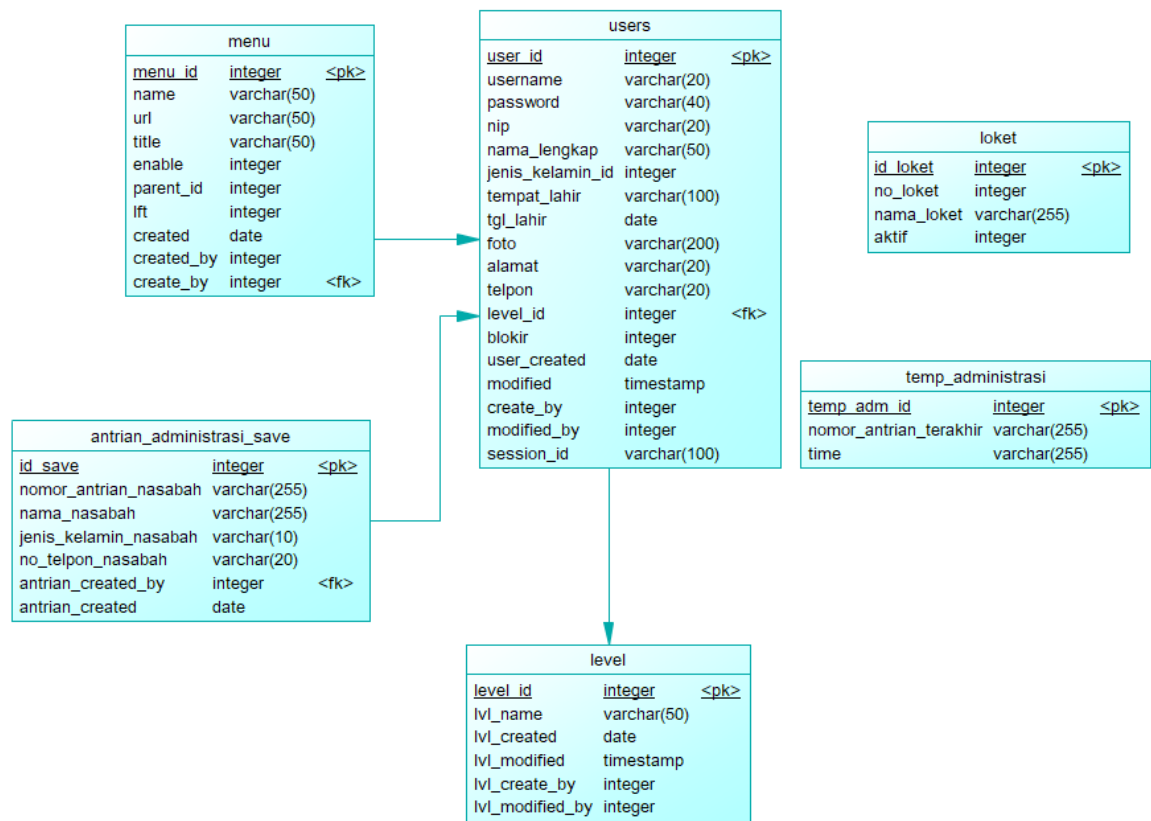 menu
menu_id integer <pk>
name varchar(50)
url varchar(50)
title varchar(50)
enable integer
parent_id integer
lft integer
created date
created_by integer
create_by integer <fk>
users
user_id integer <pk>
username varchar(20)
password varchar(40)
nip varchar(20)
nama_lengkap varchar(50)
jenis_kelamin_id integer
tempat_lahir varchar(100)
tgl_lahir date
foto varchar(200)
alamat varchar(20)
telpon varchar(20)
level_id integer <fk>
blokir integer
user_created date
modified timestamp
create_by integer
modified_by integer
session_id varchar(100)
loket
id_loket integer <pk>
no_loket integer
nama_loket varchar(255)
aktif integer
temp_administrasi
temp_adm_id integer <pk>
nomor_antrian_terakhir varchar(255)
time varchar(255)
antrian_administrasi_save
id_save integer <pk>
nomor_antrian_nasabah varchar(255)
nama_nasabah varchar(255)
jenis_kelamin_nasabah varchar(10)
no_telpon_nasabah varchar(20)
antrian_created_by integer <fk>
antrian_created date
level
level_id integer <pk>
lvl_name varchar(50)
lvl_created date
lvl_modified timestamp
lvl_create_by integer
lvl_modified_by integer